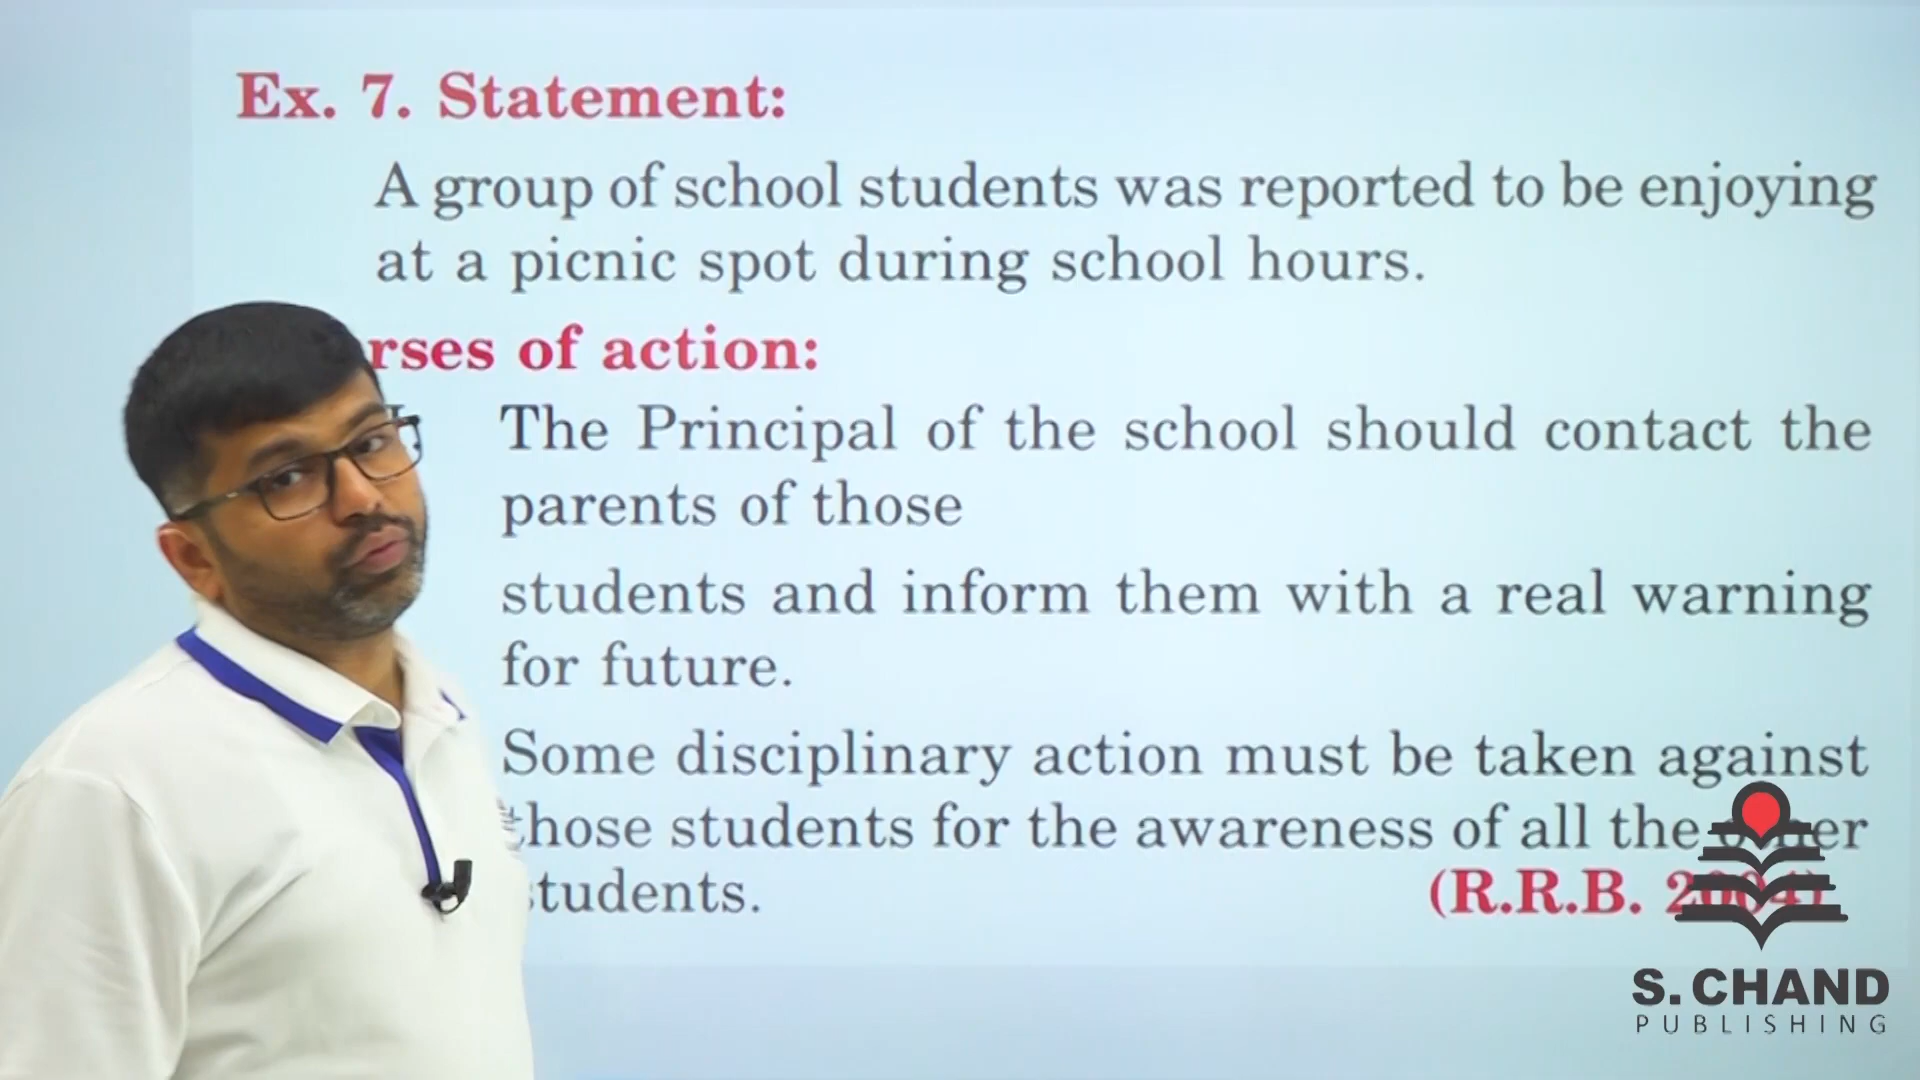 Ex. 7. Statement:
A group of school students was reported to be enjoying
at a picnic spot during school hours.
rses of action:
The Principal of the school should contact the
parents of those
students and inform them with a real warning
for future.
Some disciplinary action must be taken against
those students for the awareness of all the
students.
(R.R.B. 2004)
S. CHAND
PUBLISHING